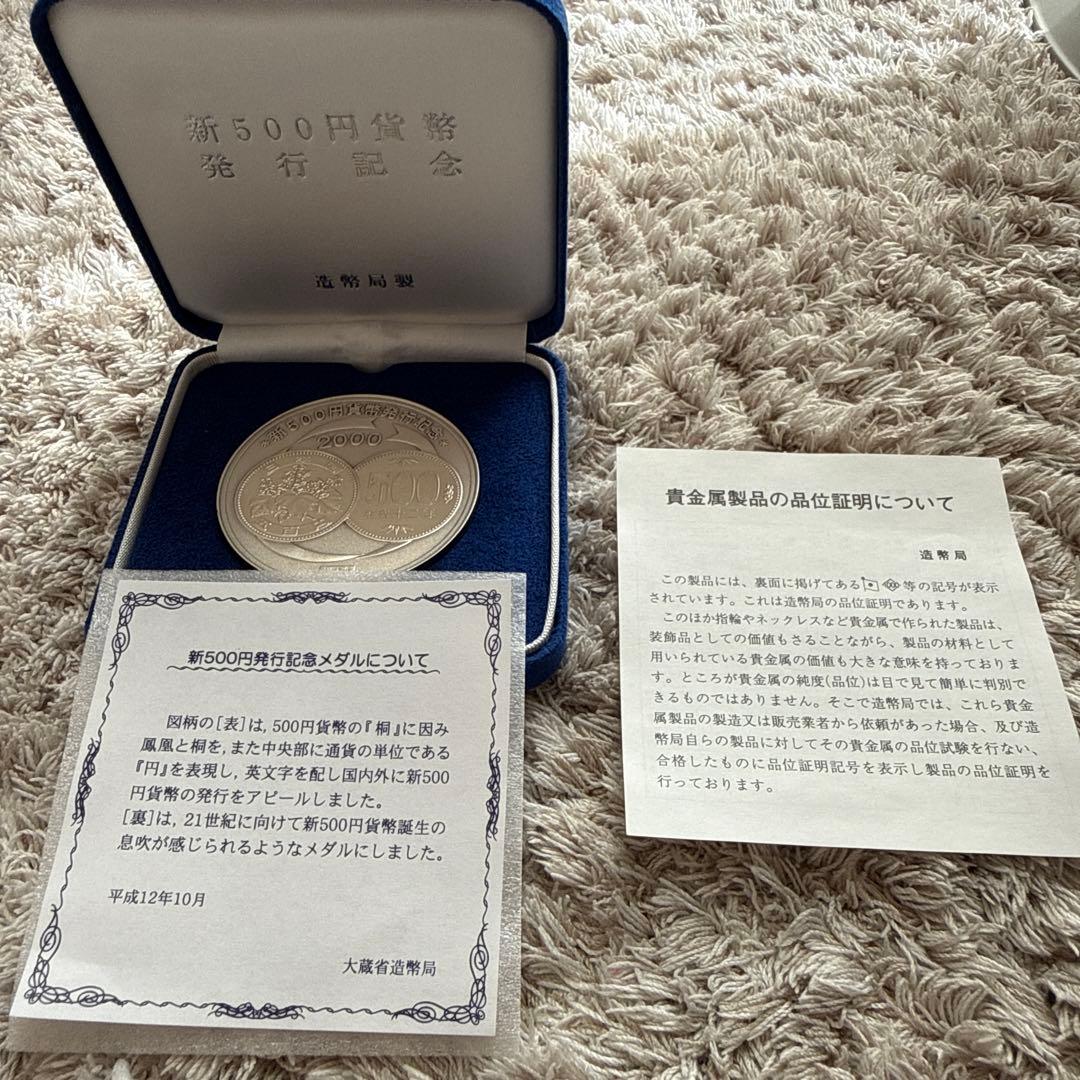 新500円貨幣
発行記念
造幣局製
新500円貨幣発行記念
2000
500
新500円発行記念メダルについて
図柄の[表]は,500円貨幣の『桐』に因み
鳳凰と桐を,また中央部に通貨の単位である
『円』を表現し,英文字を配し国内外に新500
円貨幣の発行をアピールしました。
[裏]は,21世紀に向けて新500円貨幣誕生の
息吹が感じられるようなメダルにしました。
平成12年10月
大蔵省造幣局
貴金属製品の品位証明について
造幣局
この製品には、裏面に掲げてある等の記号が表示
されています。これは造幣局の品位証明であります。
このほか指輪やネックレスなど貴金属で作られた製品は、
装飾品としての価値もさることながら、製品の材料として
用いられている貴金属の価値も大きな意味を持っておりま
す。ところが貴金属の純度(品位)は目で見て簡単に判別で
きるものではありません。そこで造幣局では、これら貴金
属製品の製造又は販売業者から依頼があった場合、及び造
幣局自らの製品に対してその貴金属の品位試験を行ない、
合格したものに品位証明記号を表示し製品の品位証明を
行っております。